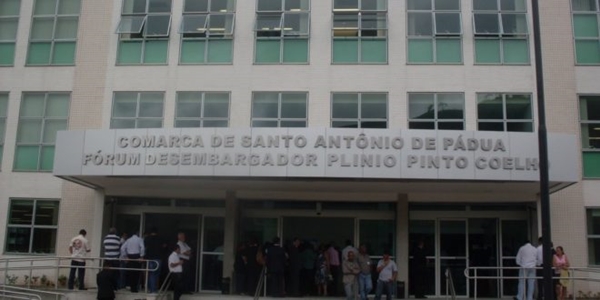 COMARCA DE SANTO ANTÔNIO DE PÁDUA
FÓRUM DESEMBARGADOR PLINIO PINTO COELHO